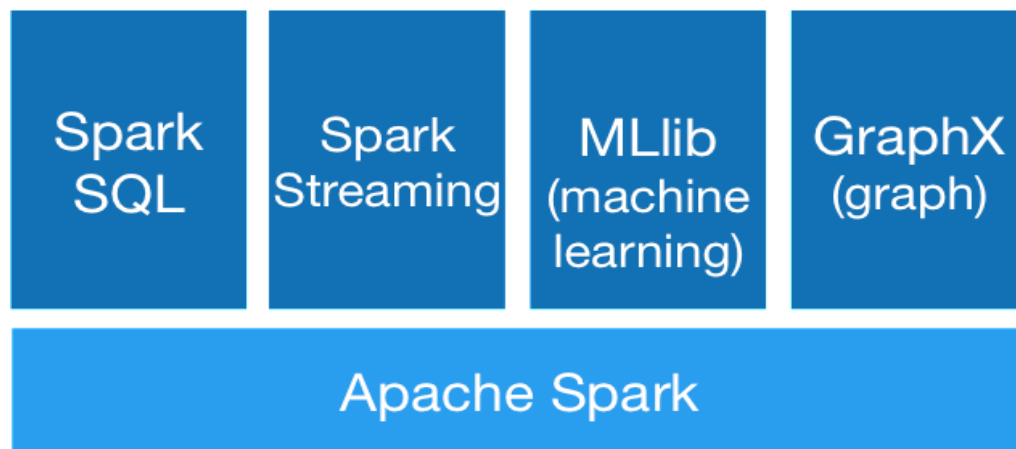 Spark
SQL
Spark
Streaming
MLlib
(machine
learning)
GraphX
(graph)
Apache Spark